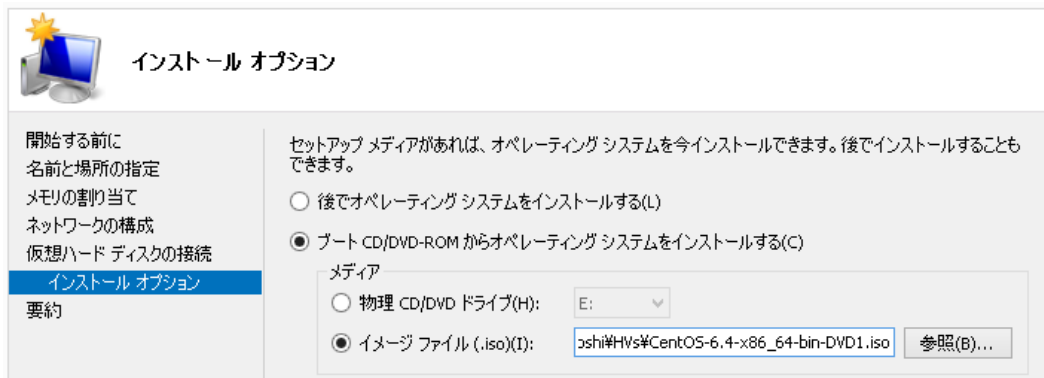 インストール オプション
開始する前に
名前と場所の指定
メモリの割り当て
ネットワークの構成
仮想ハード ディスクの接続
インストール オプション
要約
セットアップ メディアがあれば、オペレーティング システムを今インストールできます。後でインストールすることも
できます。
後でオペレーティング システムをインストールする(L)
ブート CD/DVD-ROM からオペレーティング システムをインストールする(C)
メディア
物理 CD/DVD ドライブ(H): E:
イメージ ファイル (.iso)(I): oshi¥HVs¥CentOS-6.4-x86_64-bin-DVD1.iso 参照(B)...